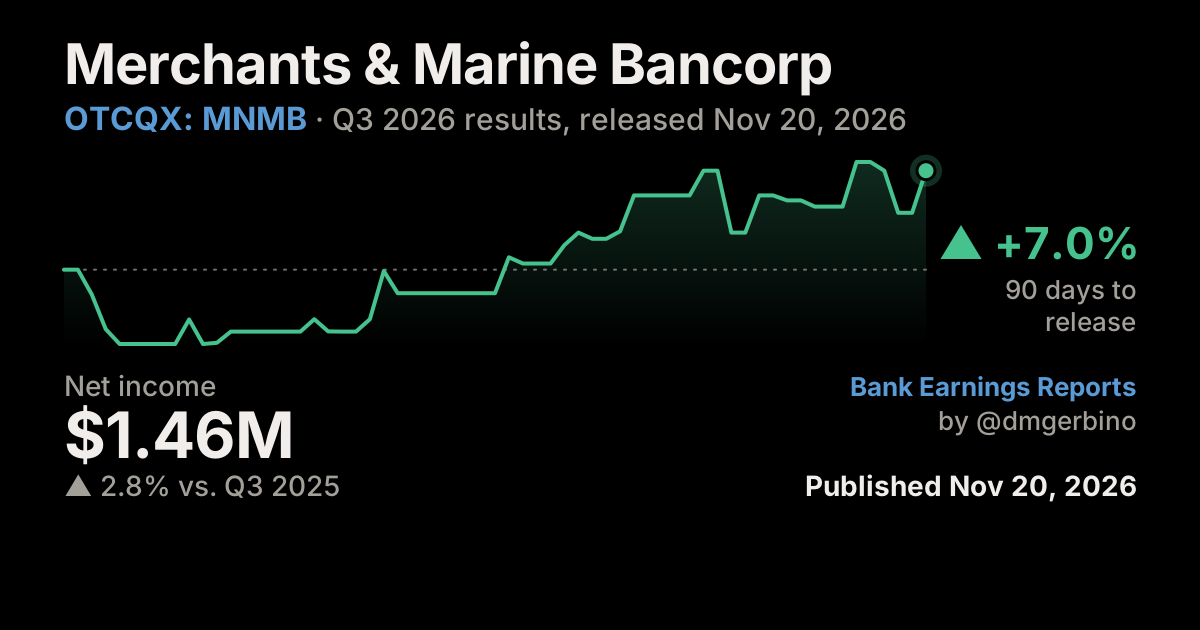 Merchants & Marine Bancorp
OTCQX: MNMB · Q3 2026 results, released Nov 20, 2026
+7.0%
90 days to
release
Net income
$1.46M
2.8% vs. Q3 2025
Bank Earnings Reports
by @dmgerbino
Published Nov 20, 2026